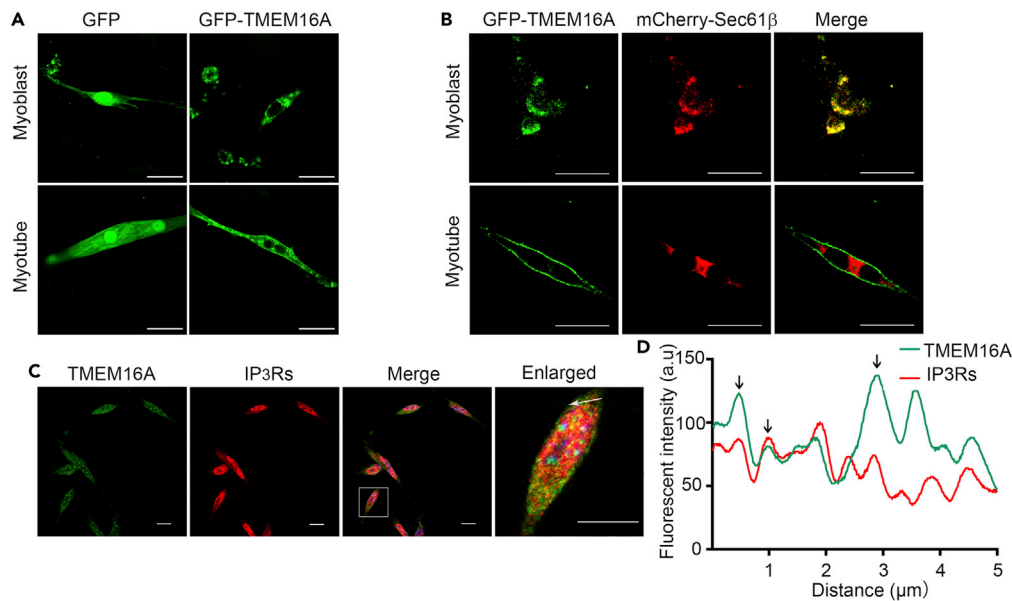 A
GFP
GFP-TMEM16A
Myoblast
Myotube
B
GFP-TMEM16A
mCherry-Sec61β
Merge
Myoblast
Myotube
C
TMEM16A
IP3Rs
Merge
Enlarged
D
TMEM16A
IP3Rs
Fluorescent intensity (a.u)
150
100
50
0
1
2
3
4
5
Distance (μm)